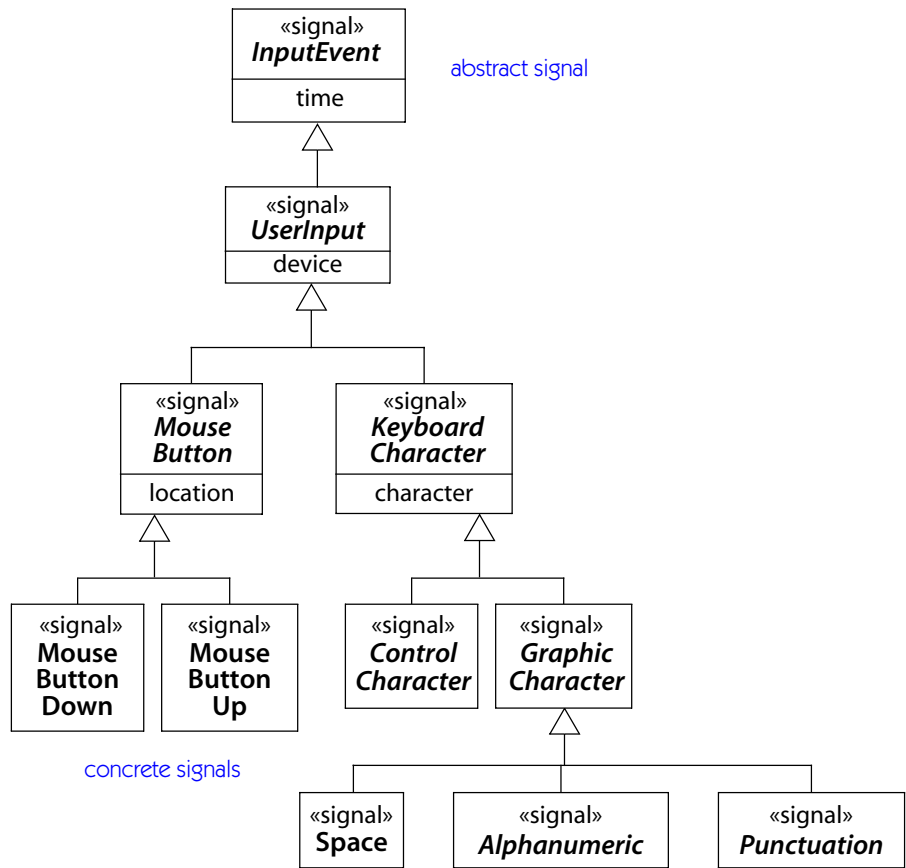 «signal»
InputEvent
abstract signal
time
«signal»
UserInput
device
«signal»
Mouse
Button
location
«signal»
Keyboard
Character
character
«signal»
Mouse
Button
Down
«signal»
Mouse
Button
Up
«signal»
Control
Character
«signal»
Graphic
Character
concrete signals
«signal»
Space
«signal»
Alphanumeric
«signal»
Punctuation